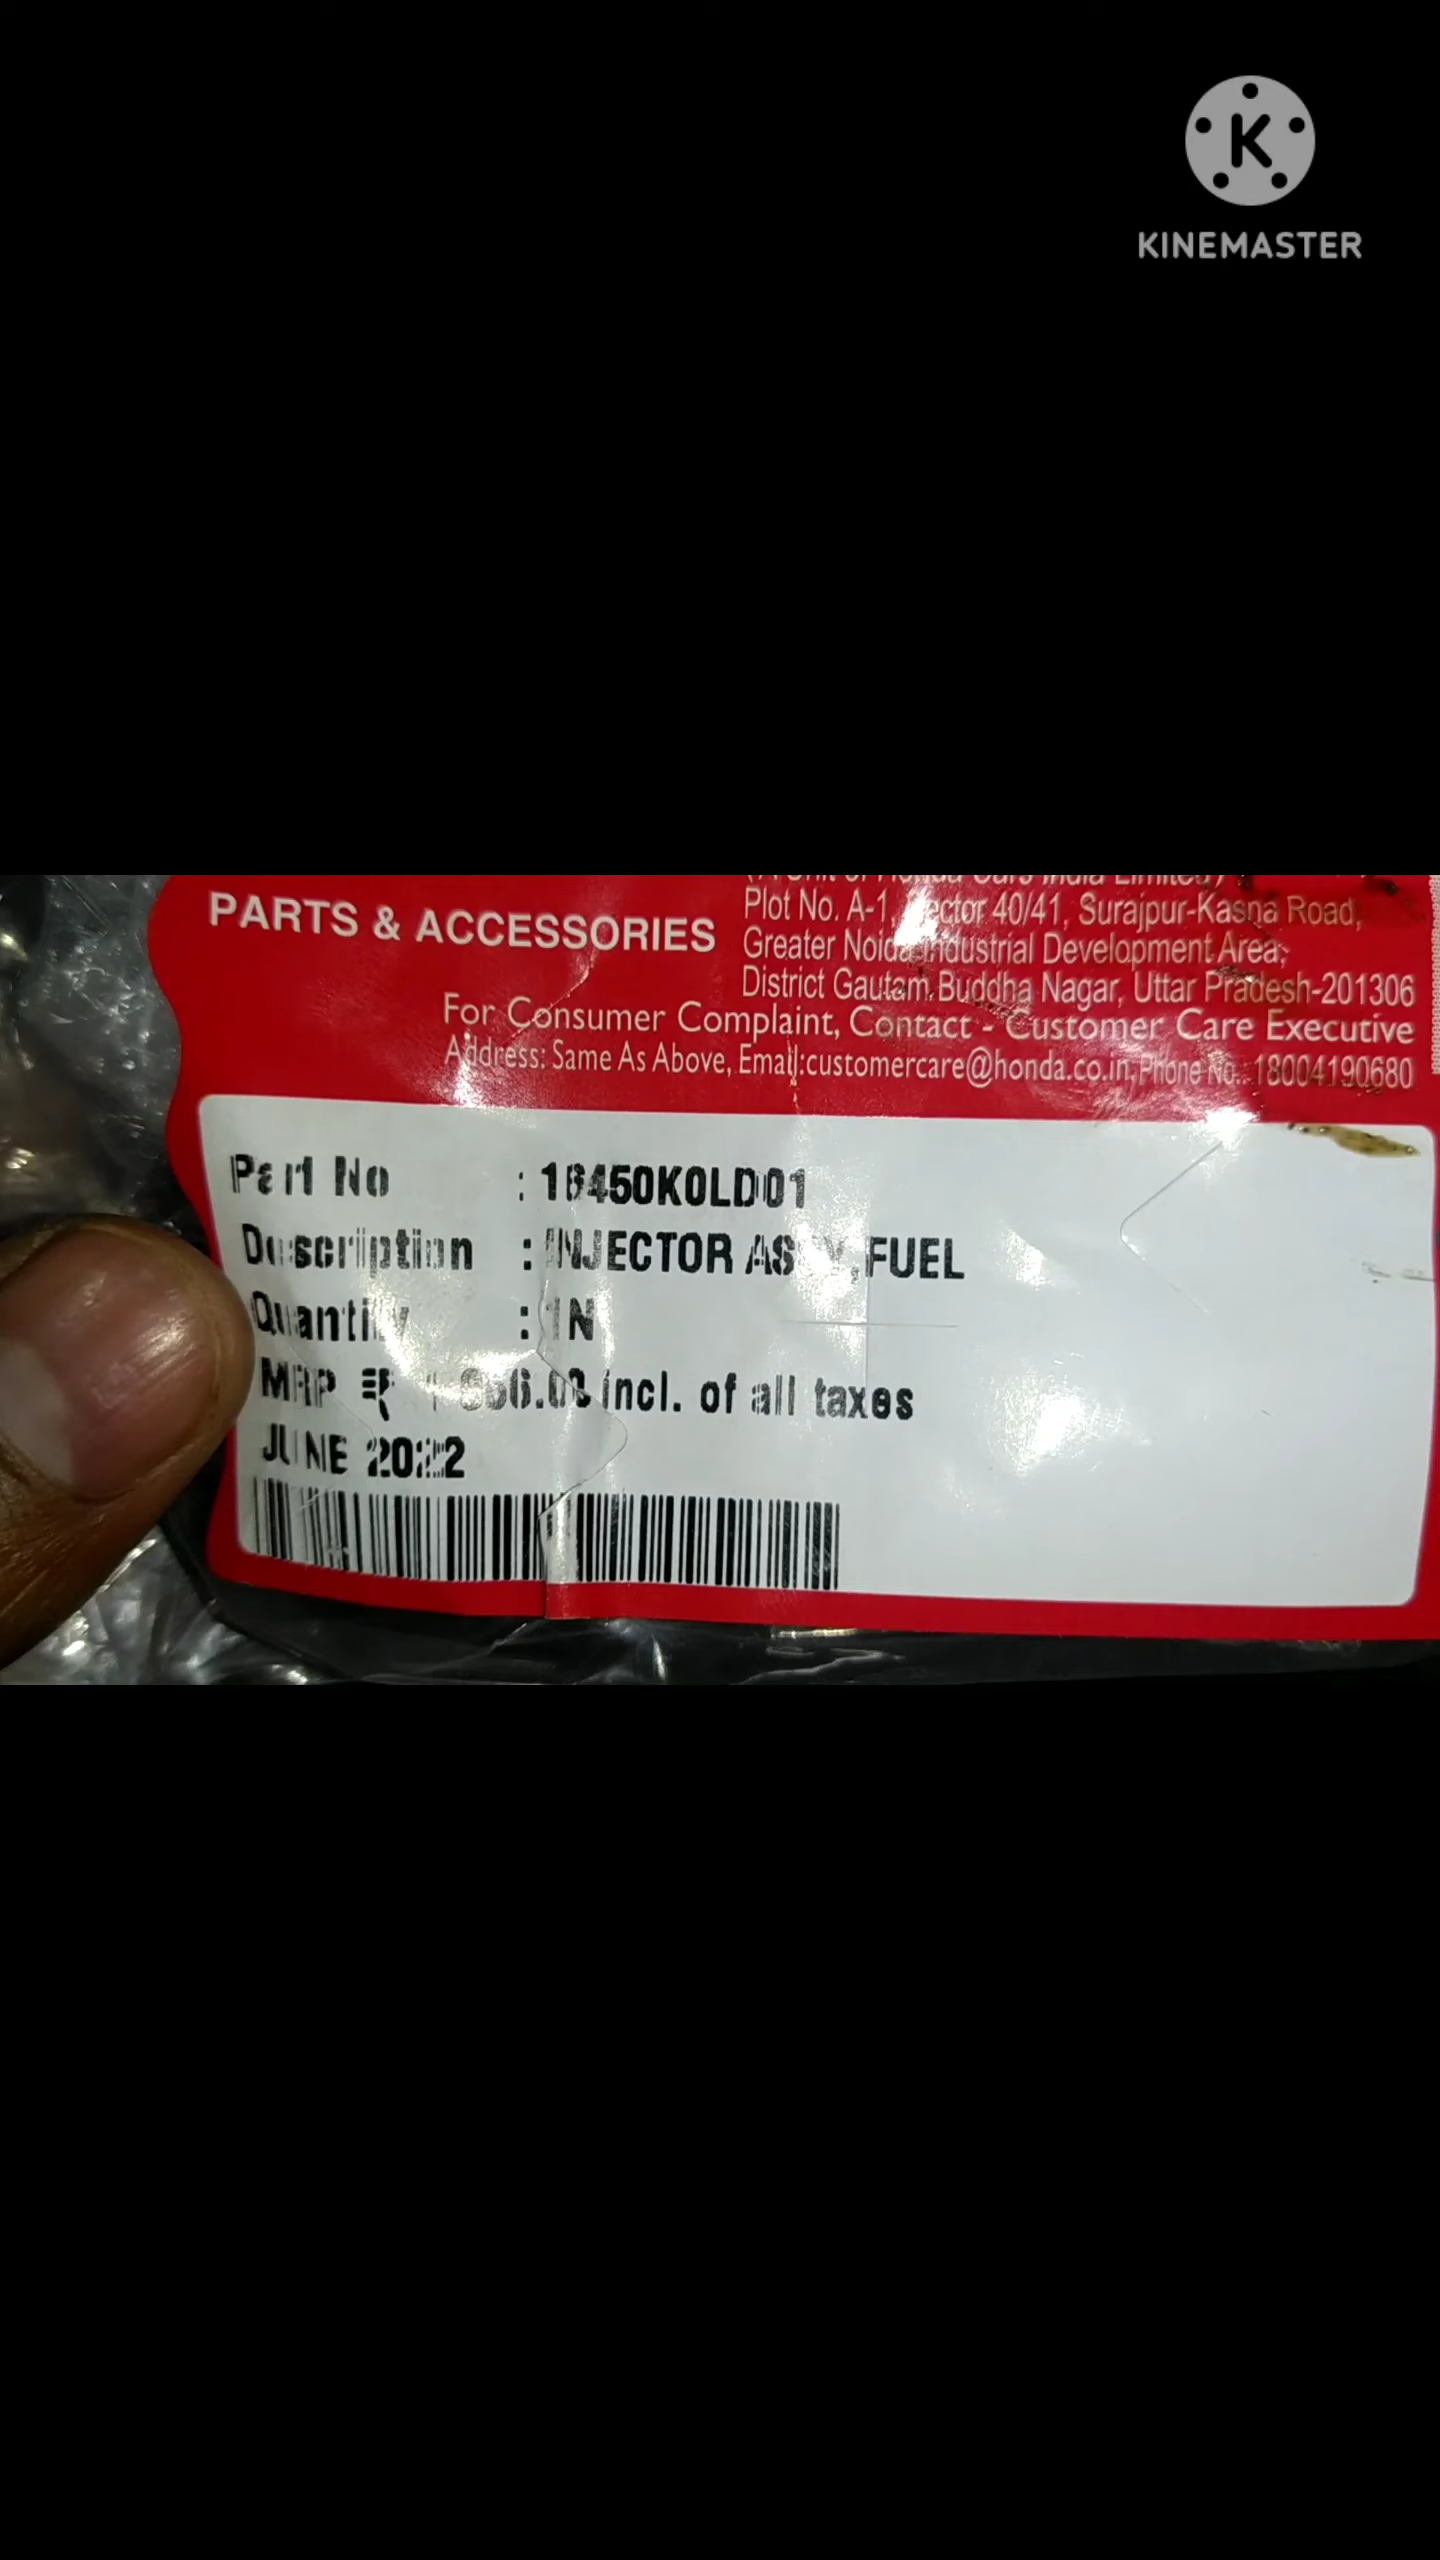 KINEMASTER
PARTS & ACCESSORIES
Plot No. A-1, Sector 40/41, Surajpur-Kasna Road,
Greater Noida Industrial Development Area,
District Gautam Buddha Nagar, Uttar Pradesh-201306
For Consumer Complaint, Contact - Customer Care Executive
Address: Same As Above, Email:customercare@honda.co.in, Phone No.: 18004190680
Part No : 16450K0LD01
Description : INJECTOR ASSY,FUEL
Quantity : 1N
MRP incl. of all taxes
JUNE 2022